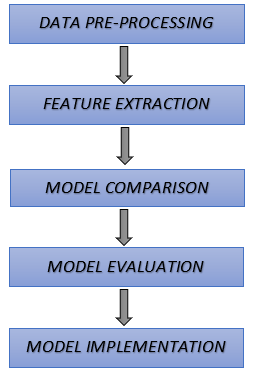 DATA PRE-PROCESSING
FEATURE EXTRACTION
MODEL COMPARISON
MODEL EVALUATION
MODEL IMPLEMENTATION